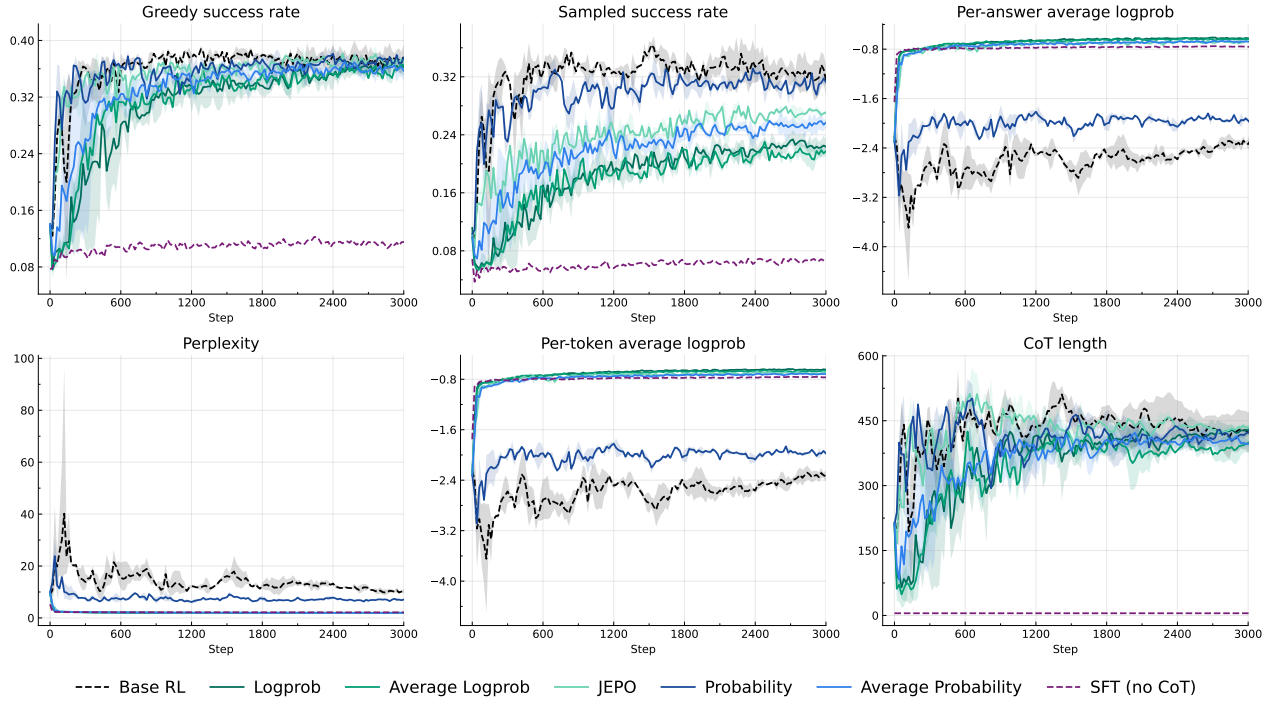 Greedy success rate
0.40
0.32
0.24
0.16
0.08
0 600 1200 1800 2400 3000
Step
Sampled success rate
0.32
0.24
0.16
0.08
0 600 1200 1800 2400 3000
Step
Per-answer average logprob
−0.8
−1.6
−2.4
−3.2
−4.0
0 600 1200 1800 2400 3000
Step
Perplexity
100
80
60
40
20
0
0 600 1200 1800 2400 3000
Step
Per-token average logprob
−0.8
−1.6
−2.4
−3.2
−4.0
0 600 1200 1800 2400 3000
Step
CoT length
600
450
300
150
0
0 600 1200 1800 2400 3000
Step
Base RL Logprob Average Logprob JEPO Probability Average Probability SFT (no CoT)